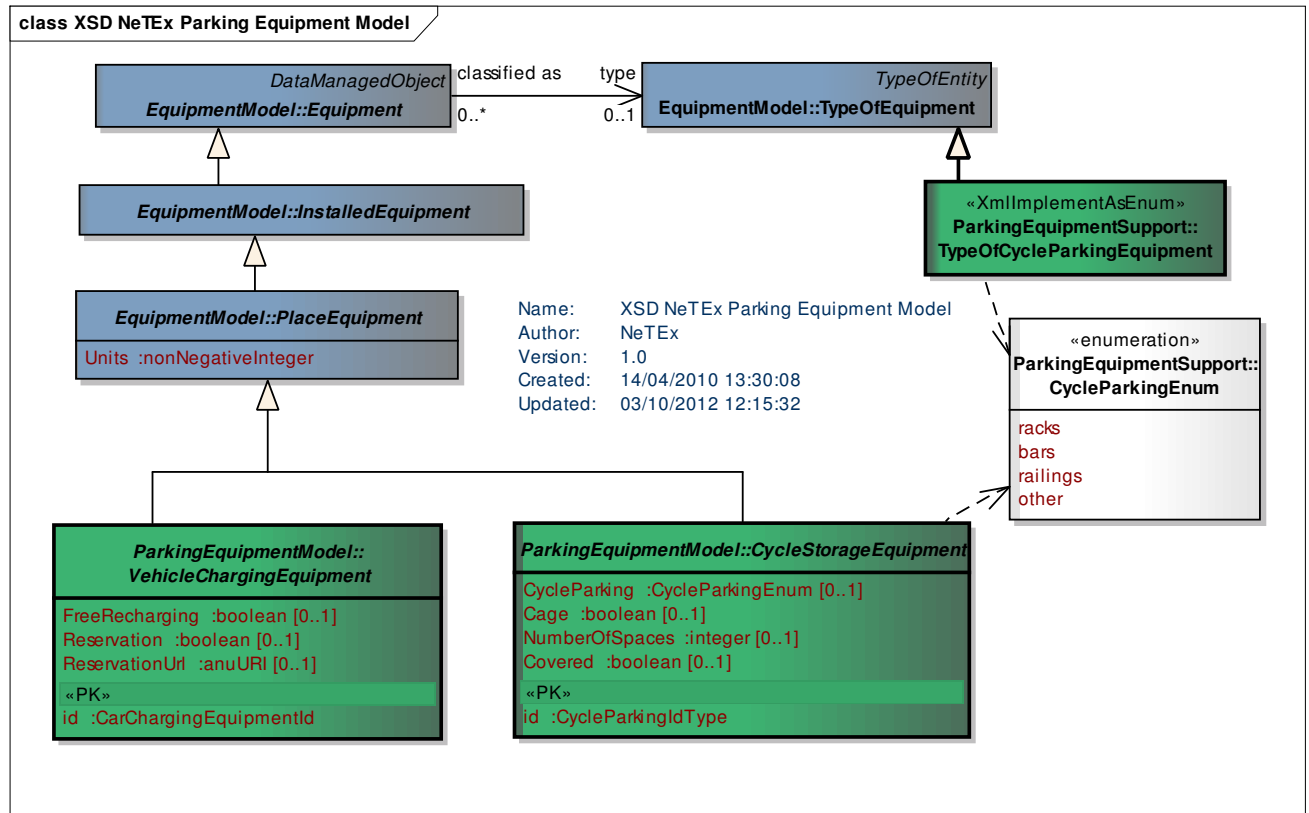 class XSD NeTEx Parking Equipment Model
DataManagedObject
EquipmentModel::Equipment
classified as
type
0..*
0..1
TypeOfEntity
EquipmentModel::TypeOfEquipment
EquipmentModel::InstalledEquipment
«XmlImplementAsEnum»
ParkingEquipmentSupport::
TypeOfCycleParkingEquipment
EquipmentModel::PlaceEquipment
Units :nonNegativeInteger
Name: XSD NeTEx Parking Equipment Model
Author: NeTEx
Version: 1.0
Created: 14/04/2010 13:30:08
Updated: 03/10/2012 12:15:32
«enumeration»
ParkingEquipmentSupport::
CycleParkingEnum
racks
bars
railings
other
ParkingEquipmentModel::
VehicleChargingEquipment
FreeRecharging :boolean [0..1]
Reservation :boolean [0..1]
ReservationUrl :anuURI [0..1]
«PK»
id :CarChargingEquipmentId
ParkingEquipmentModel::CycleStorageEquipment
CycleParking :CycleParkingEnum [0..1]
Cage :boolean [0..1]
NumberOfSpaces :integer [0..1]
Covered :boolean [0..1]
«PK»
id :CycleParkingIdType